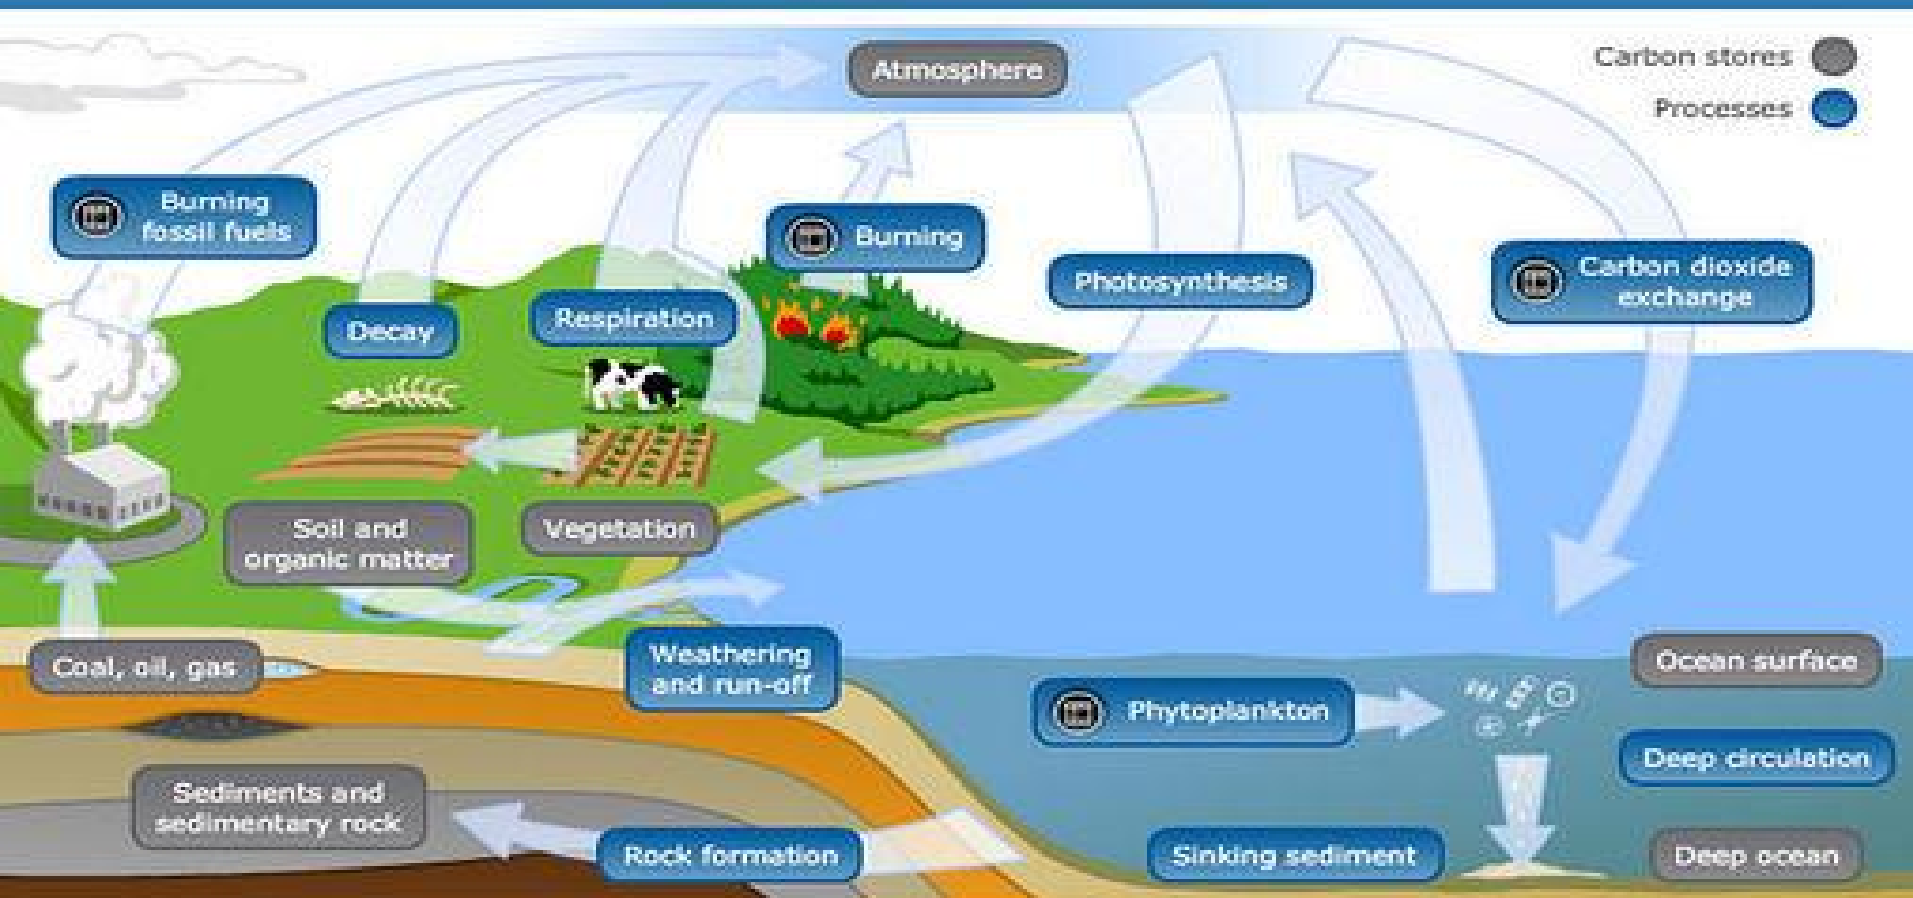 Atmosphere
Carbon stores
Processes
Burning
fossil fuels
Burning
Photosynthesis
Carbon dioxide
exchange
Decay
Respiration
Soil and
organic matter
Vegetation
Coal, oil, gas
Weathering
and run-off
Ocean surface
Phytoplankton
Deep circulation
Sediments and
sedimentary rock
Rock formation
Sinking sediment
Deep ocean